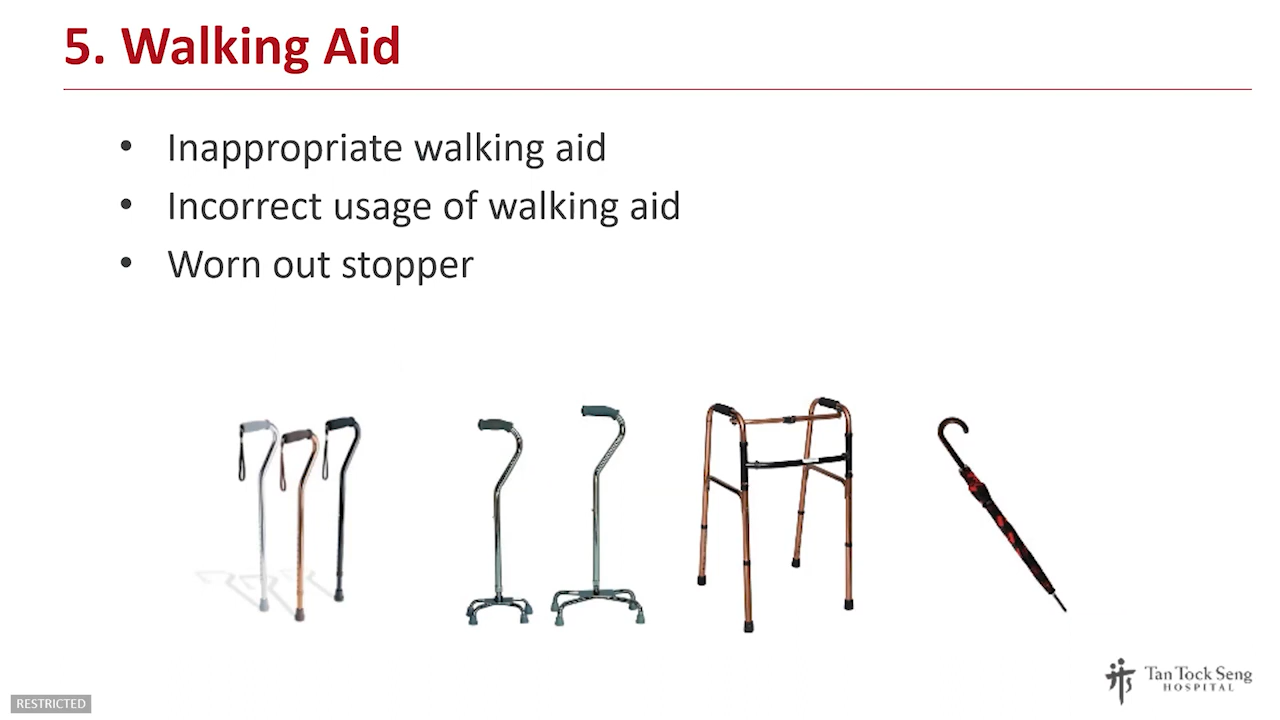 5. Walking Aid
• Inappropriate walking aid
• Incorrect usage of walking aid
• Worn out stopper
Tan Tock Seng
HOSPITAL
RESTRICTED